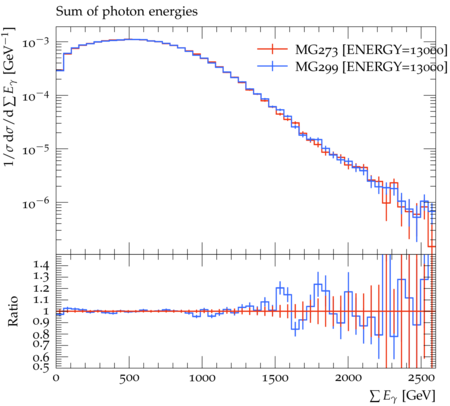 Sum of photon energies
1/σ dσ/d∑ Eγ [GeV⁻¹]
10⁻³
10⁻⁴
10⁻⁵
10⁻⁶
MG273 [ENERGY=13000]
MG299 [ENERGY=13000]
Ratio
1.4
1.3
1.2
1.1
1
0.9
0.8
0.7
0.6
0.5
0 500 1000 1500 2000 2500
∑ Eγ [GeV]